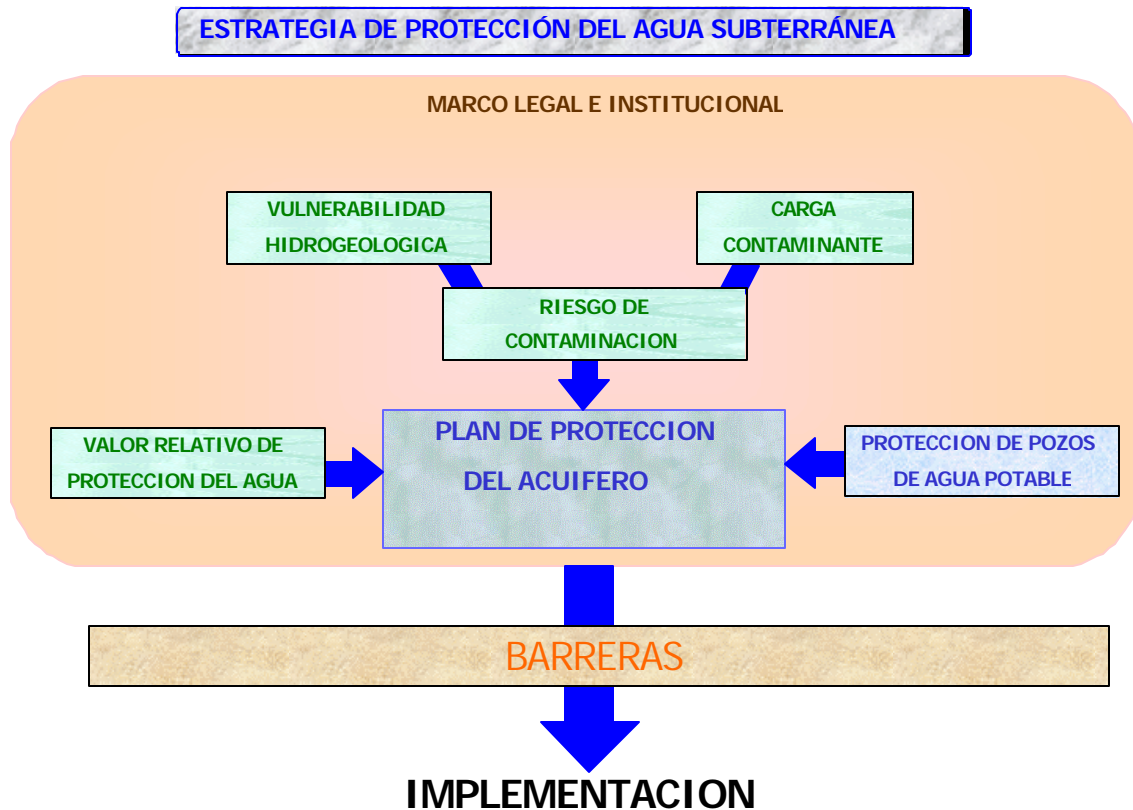 ESTRATEGIA DE PROTECCIÓN DEL AGUA SUBTERRÁNEA
MARCO LEGAL E INSTITUCIONAL
VULNERABILIDAD
HIDROGEOLOGICA
CARGA
CONTAMINANTE
RIESGO DE
CONTAMINACION
VALOR RELATIVO DE
PROTECCION DEL AGUA
PLAN DE PROTECCION
DEL ACUIFERO
PROTECCION DE POZOS
DE AGUA POTABLE
BARRERAS
IMPLEMENTACION